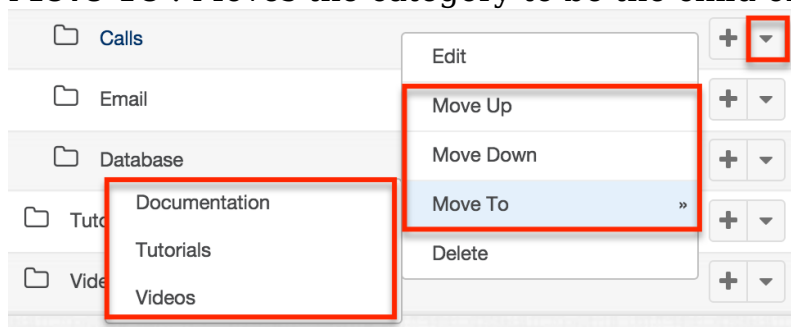 Move To : Moves the category to be the child
Calls
Edit
Email
Move Up
Database
Move Down
Documentation
Move To »
Tuto
Tutorials
Delete
Vide
Videos